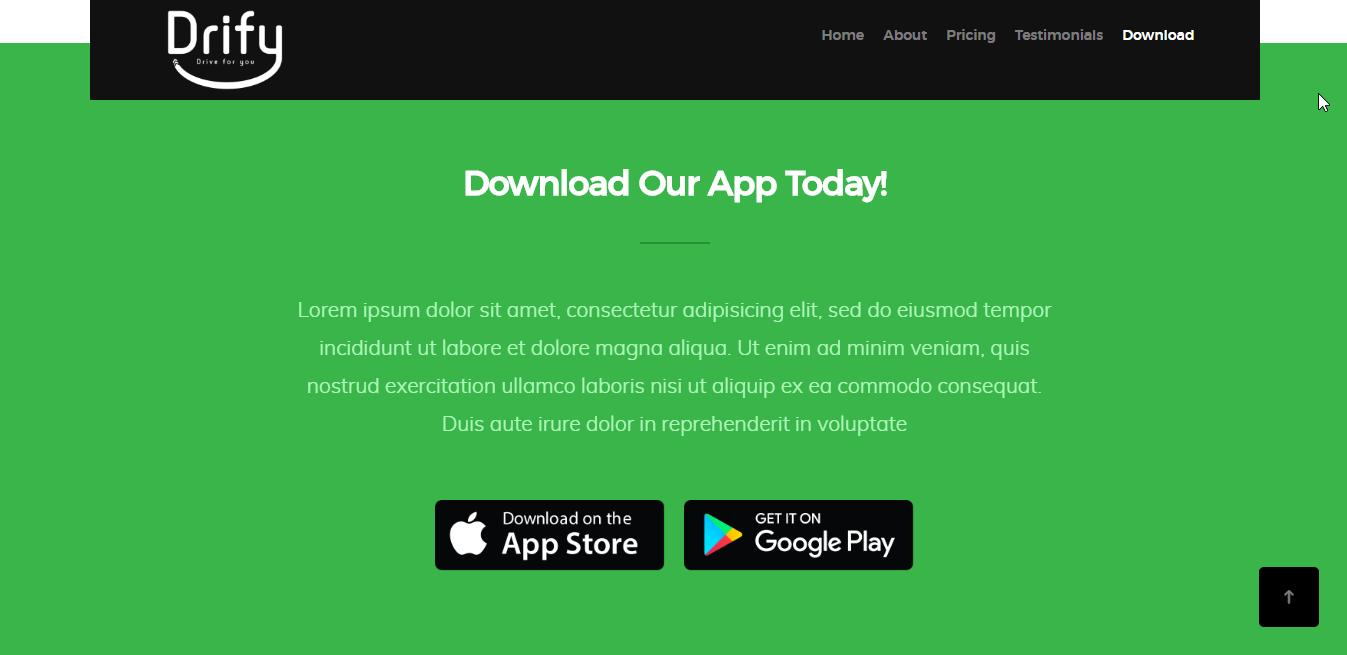 Drify
Drive for you
Home About Pricing Testimonials Download
Download Our App Today!
Lorem ipsum dolor sit amet, consectetur adipisicing elit, sed do eiusmod tempor
incididunt ut labore et dolore magna aliqua. Ut enim ad minim veniam, quis
nostrud exercitation ullamco laboris nisi ut aliquip ex ea commodo consequat.
Duis aute irure dolor in reprehenderit in voluptate
Download on the
App Store
GET IT ON
Google Play